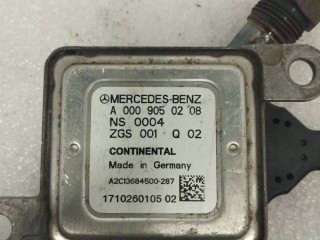 MERCEDES-BENZ
A 000 905 02 08
NS 0004
ZGS 001 Q 02
CONTINENTAL
Made in Germany
A2C13684500-287
1710260105 02